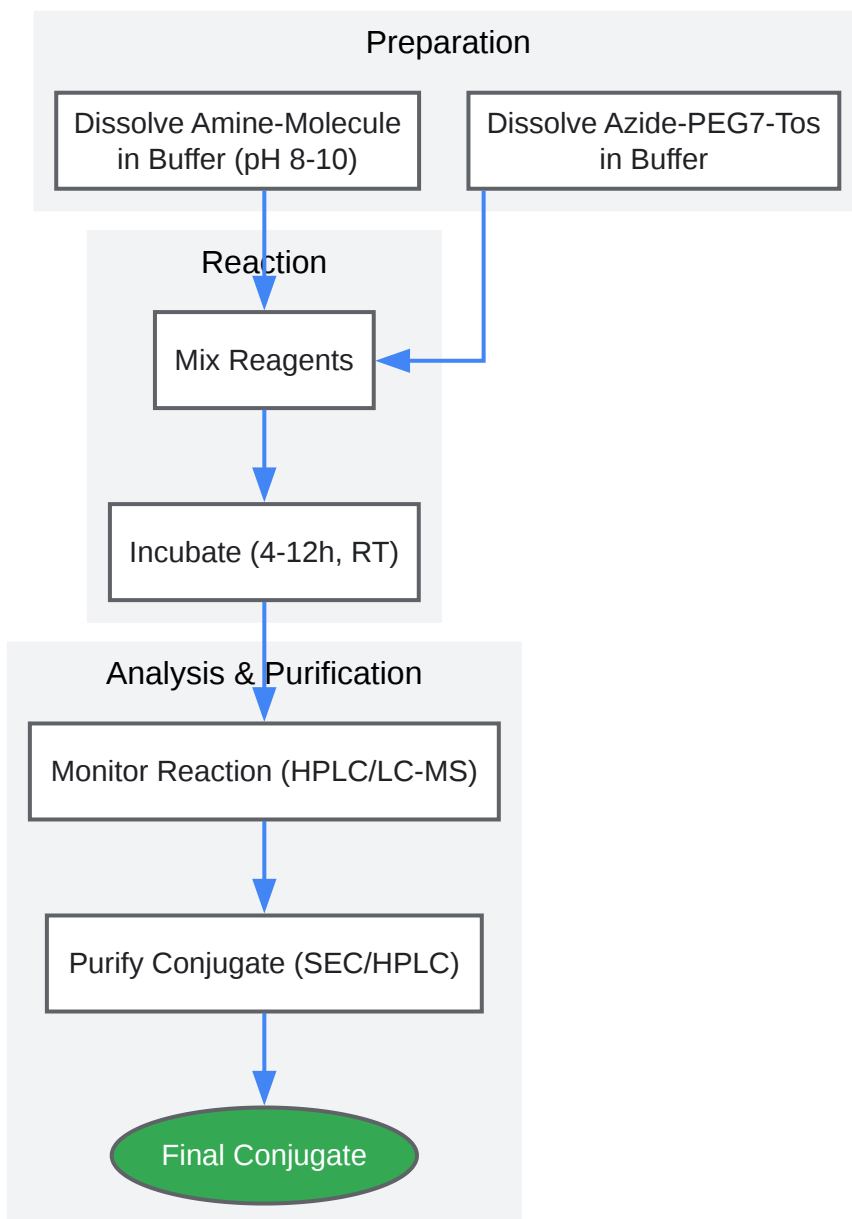 Preparation
Dissolve Amine-Molecule
in Buffer (pH 8-10)
Dissolve Azide-PEG7-Tos
in Buffer
Reaction
Mix Reagents
Incubate (4-12h, RT)
Analysis & Purification
Monitor Reaction (HPLC/LC-MS)
Purify Conjugate (SEC/HPLC)
Final Conjugate